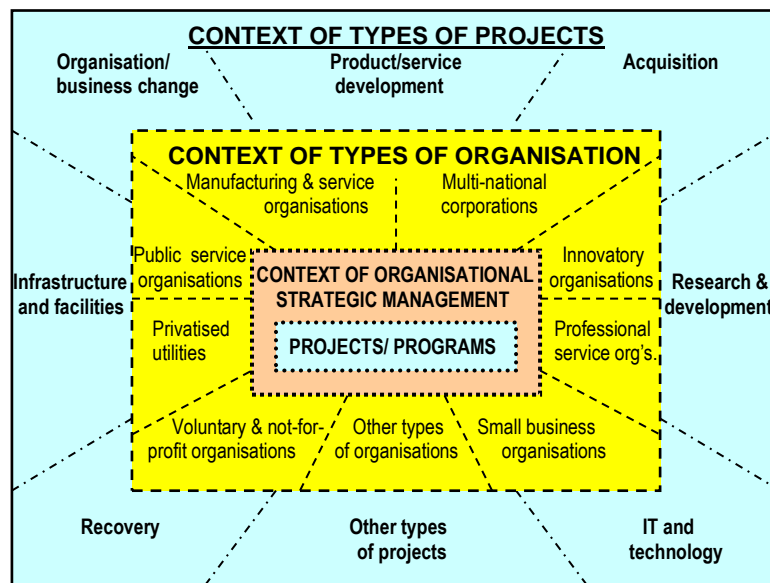 CONTEXT OF TYPES OF PROJECTS
Organisation/
business change
Product/service
development
Acquisition
CONTEXT OF TYPES OF ORGANISATION
Manufacturing & service
organisations
Multi-national
corporations
Public service
organisations
Innovatory
organisations
CONTEXT OF ORGANISATIONAL
STRATEGIC MANAGEMENT
Infrastructure
and facilities
Research &
development
Privatised
utilities
PROJECTS/ PROGRAMS
Professional
service org's.
Voluntary & not-for-
profit organisations
Other types
of organisations
Small business
organisations
Recovery
Other types
of projects
IT and
technology